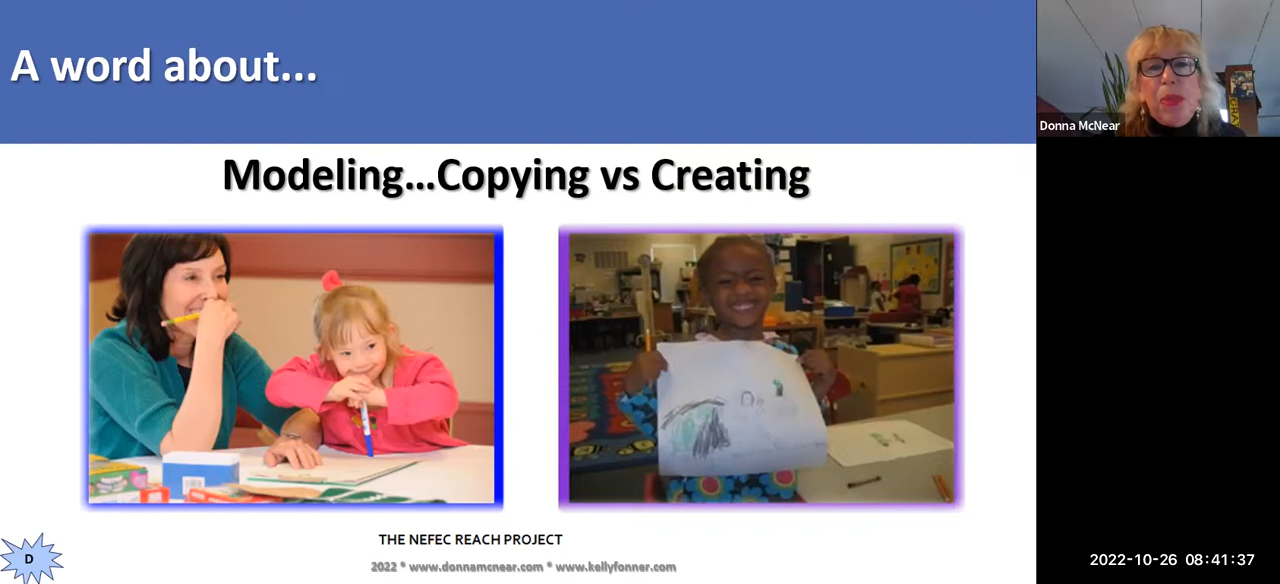 A word about...
Donna McNear
Modeling...Copying vs Creating
THE NEFEC REACH PROJECT
2022 * www.donnamcnear.com * www.kellyfonner.com
D
2022-10-26 08:41:37